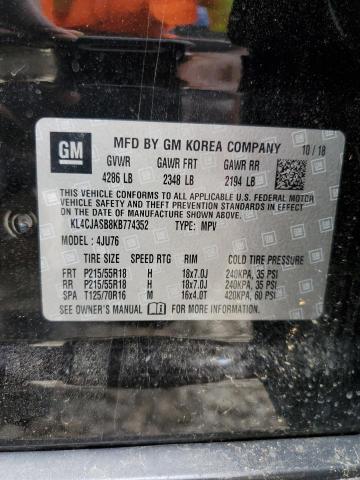 GM
MFD BY GM KOREA COMPANY 10/18
GVWR GAWR FRT GAWR RR
4286 LB 2348 LB 2194 LB
THIS VEHICLE CONFORMS TO ALL APPLICABLE U.S. FEDERAL
MOTOR VEHICLE SAFETY, BUMPER, AND THEFT PREVENTION
STANDARDS IN EFFECT ON THE DATE OF MANUFACTURE SHOWN ABOVE.
KL4CJASB8KB774352 TYPE: MPV
MODEL : 4JU76
TIRE SIZE SPEED RTG RIM COLD TIRE PRESSURE
FRT P215/55R18 H 18x7.0J 240KPA, 35 PSI
RR P215/55R18 H 18x7.0J 240KPA, 35 PSI
SPA T125/70R16 M 16x4.0T 420KPA, 60 PSI
SEE OWNER'S MANUAL FOR MORE INFORMATION